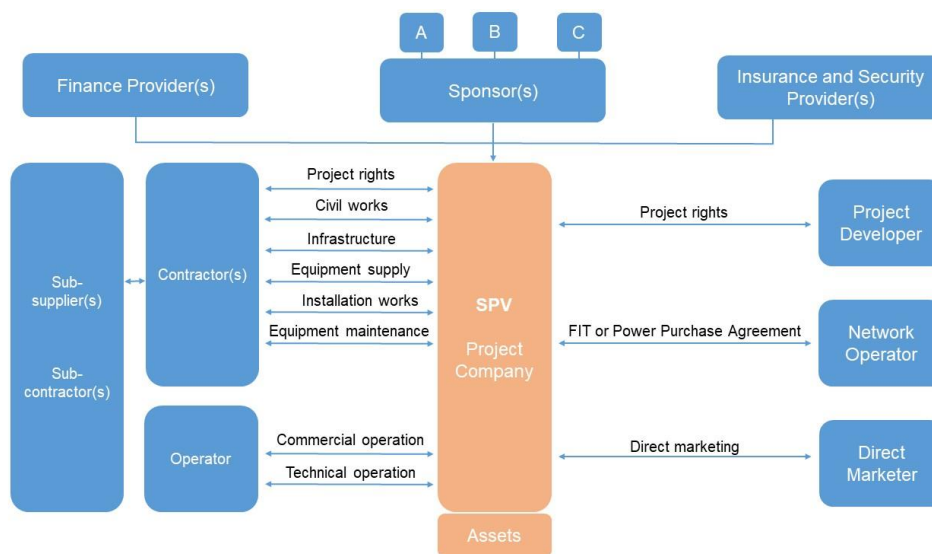 A
B
C
Finance Provider(s)
Sponsor(s)
Insurance and Security
Provider(s)
Sub-
supplier(s)
Sub-
contractor(s)
Contractor(s)
Operator
Project rights
Civil works
Infrastructure
Equipment supply
Installation works
Equipment maintenance
Commercial operation
Technical operation
SPV
Project
Company
Assets
Project rights
FIT or Power Purchase Agreement
Direct marketing
Project
Developer
Network
Operator
Direct
Marketer